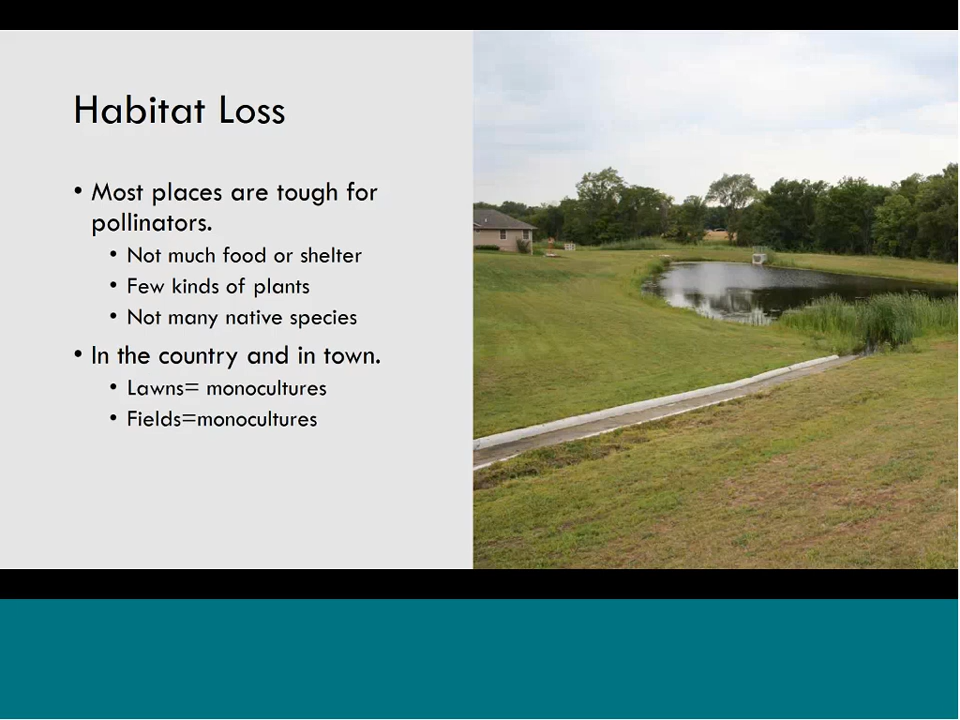 Habitat Loss
• Most places are tough for
pollinators.
• Not much food or shelter
• Few kinds of plants
• Not many native species
• In the country and in town.
• Lawns= monocultures
• Fields=monocultures